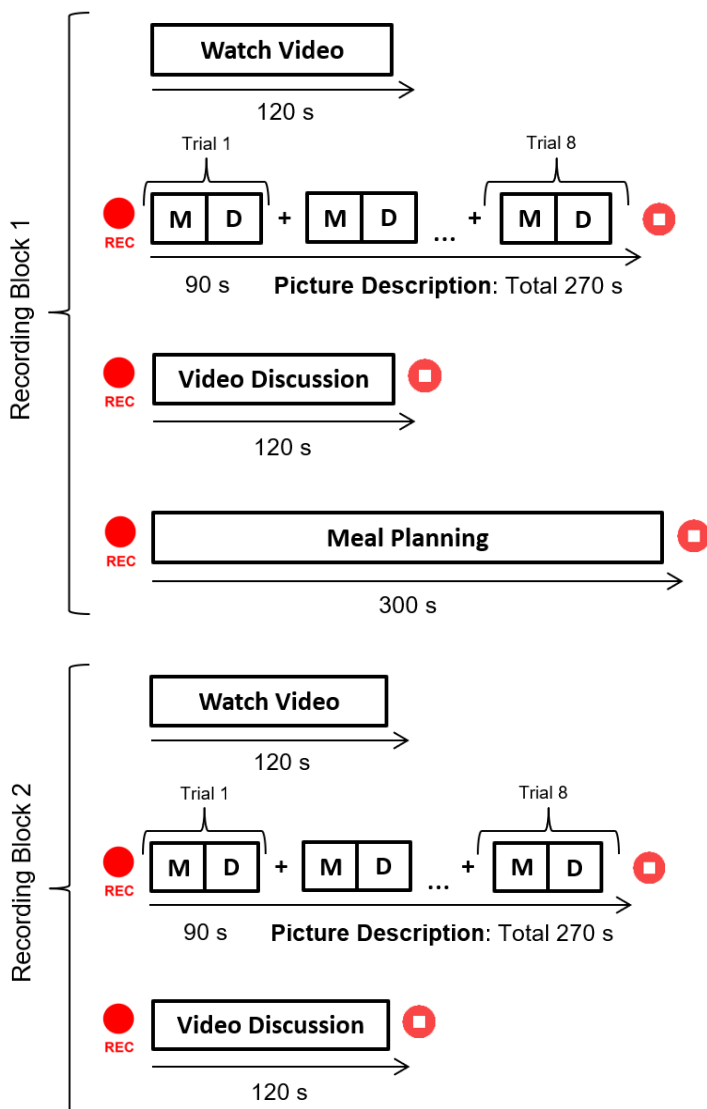 Recording Block 1
Watch Video
120 s
Trial 1
Trial 8
REC
M D + M D ... + M D
90 s Picture Description: Total 270 s
REC
Video Discussion
120 s
REC
Meal Planning
300 s
Recording Block 2
Watch Video
120 s
Trial 1
Trial 8
REC
M D + M D ... + M D
90 s Picture Description: Total 270 s
REC
Video Discussion
120 s